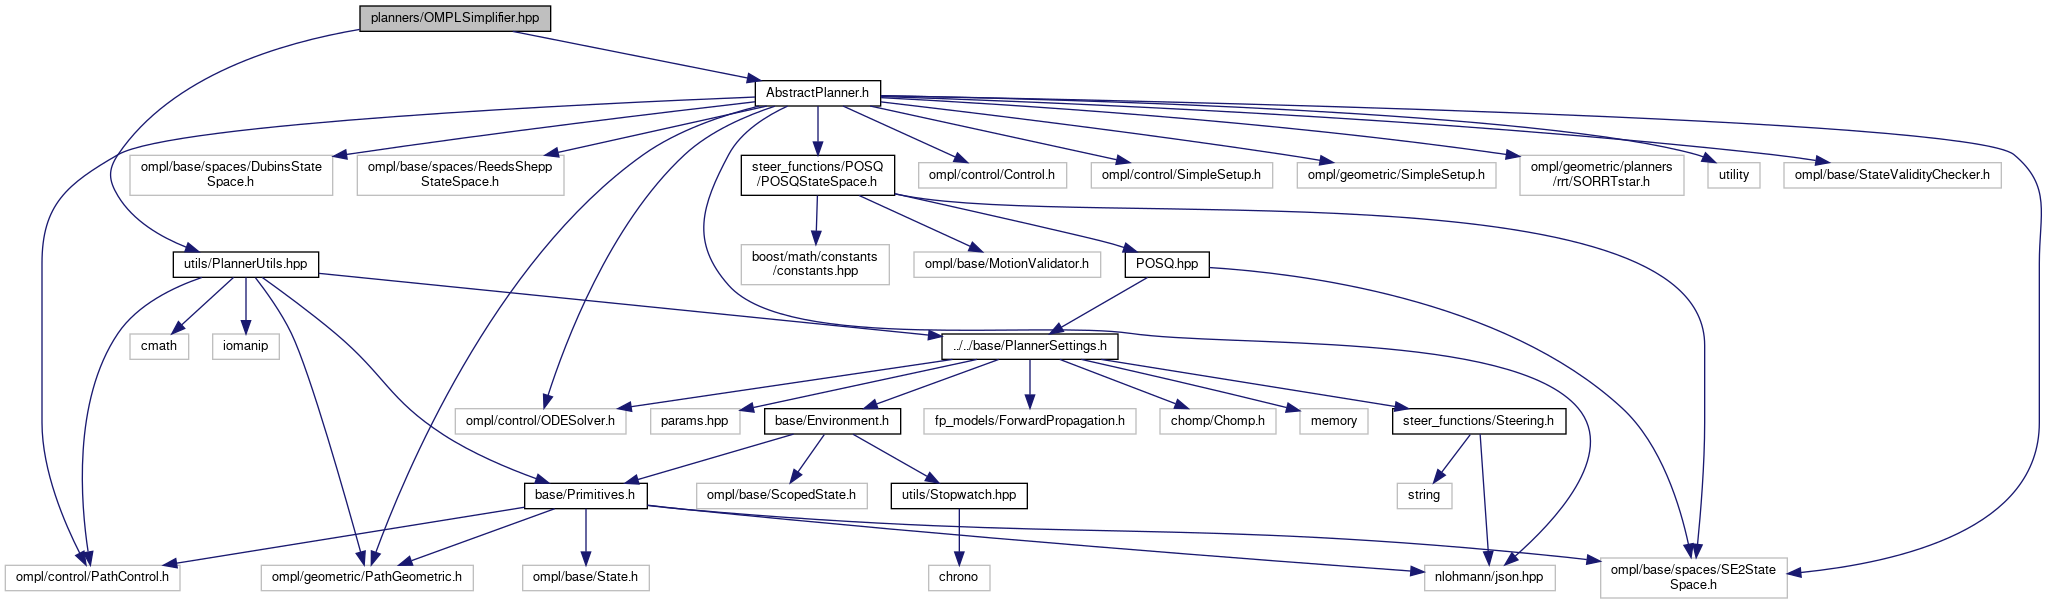 planners/OMPLSimplifier.hpp
AbstractPlanner.h
ompl/base/spaces/DubinsState
Space.h
ompl/base/spaces/ReedsShepp
StateSpace.h
steer_functions/POSQ
/POSQStateSpace.h
ompl/control/Control.h
ompl/control/SimpleSetup.h
ompl/geometric/SimpleSetup.h
ompl/geometric/planners
/rrt/SORRTstar.h
utility
ompl/base/StateValidityChecker.h
utils/PlannerUtils.hpp
boost/math/constants
/constants.hpp
ompl/base/MotionValidator.h
POSQ.hpp
cmath
iomanip
../../base/PlannerSettings.h
ompl/control/ODESolver.h
params.hpp
base/Environment.h
fp_models/ForwardPropagation.h
chomp/Chomp.h
memory
steer_functions/Steering.h
base/Primitives.h
ompl/base/ScopedState.h
utils/Stopwatch.hpp
string
ompl/control/PathControl.h
ompl/geometric/PathGeometric.h
ompl/base/State.h
chrono
nlohmann/json.hpp
ompl/base/spaces/SE2State
Space.h